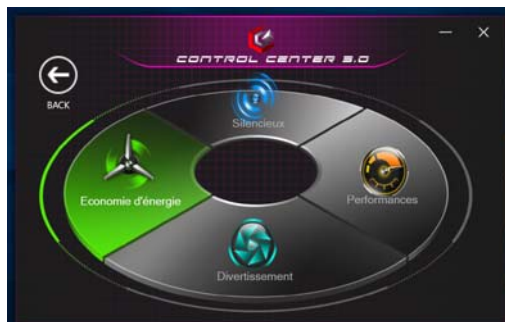 CONTROL CENTER 3.0
BACK
Silencieux
Economie d'énergie
Performances
Divertissement